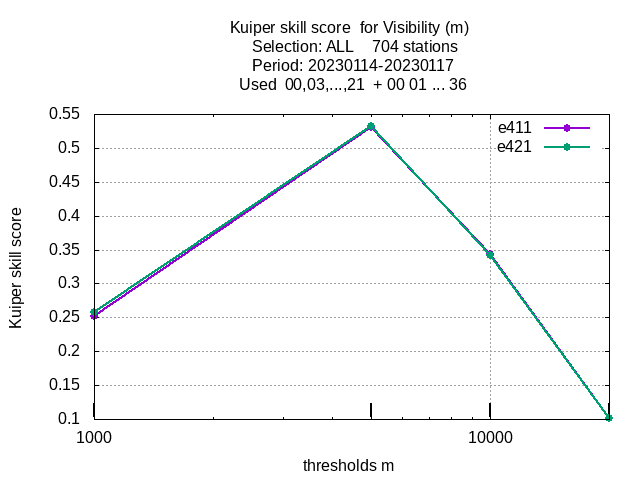 Kuiper skill score  for Visibility (m)
Selection: ALL    704 stations
Period: 20230114-20230117
Used  00,03,...,21  + 00 01 ... 36
e411
e421
0.55
0.5
0.45
0.4
0.35
0.3
0.25
0.2
0.15
0.1
Kuiper skill score
1000
10000
thresholds m